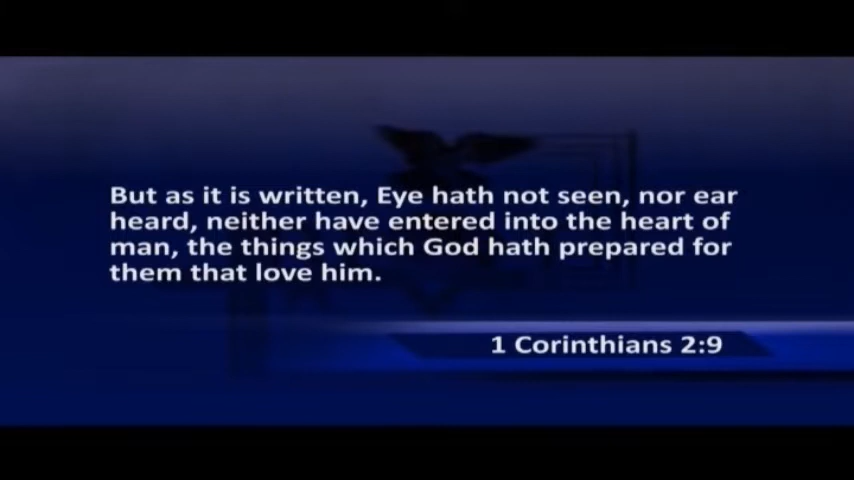 But as it is written, Eye hath not seen, nor ear
heard, neither have entered into the heart of
man, the things which God hath prepared for
them that love him.
1 Corinthians 2:9